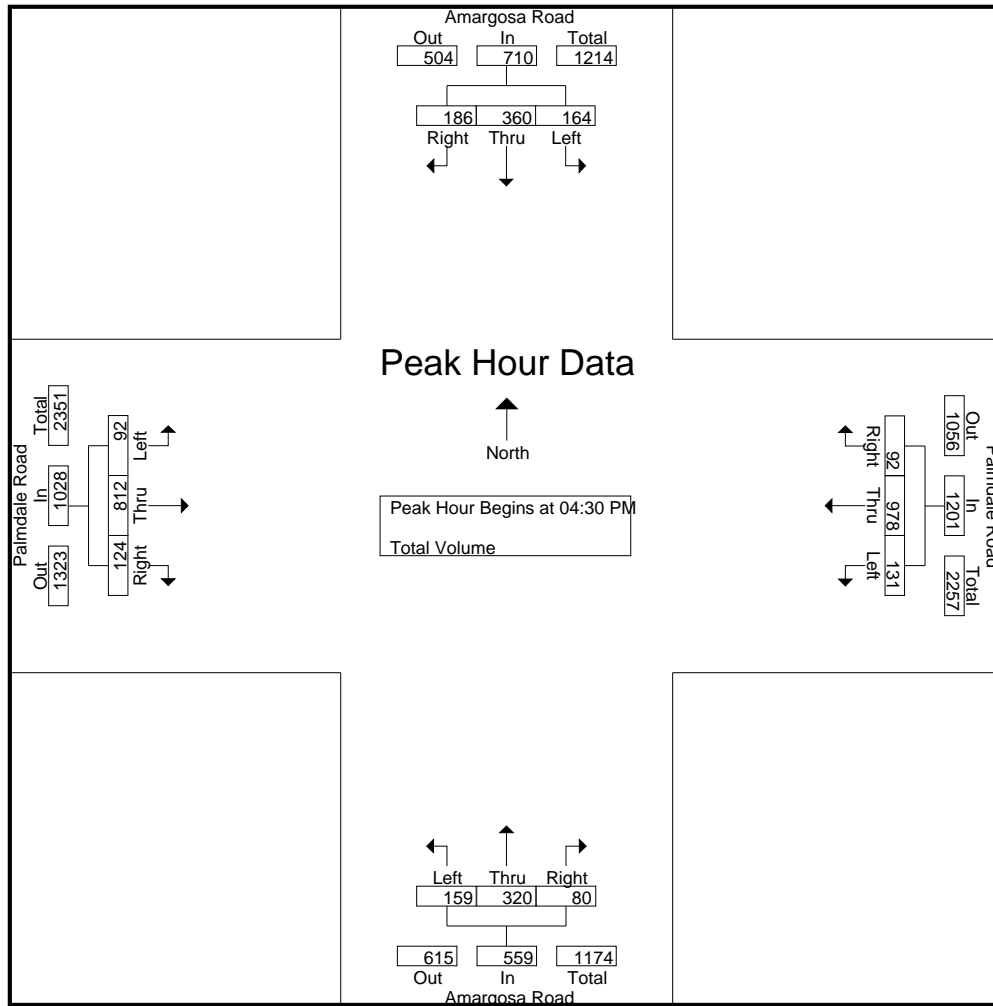 Amargosa Road
Out In Total
504 710 1214
186 360 164
Right Thru Left
Peak Hour Data
North
Peak Hour Begins at 04:30 PM
Total Volume
Palmdale Road
Total In Out
2351 1028 1323
92 812 124
Left Thru Right
Palmdale Road
Out In Total
1056 1201 2257
92 978 131
Right Thru Left
Left Thru Right
159 320 80
615 559 1174
Out In Total
Amargosa Road